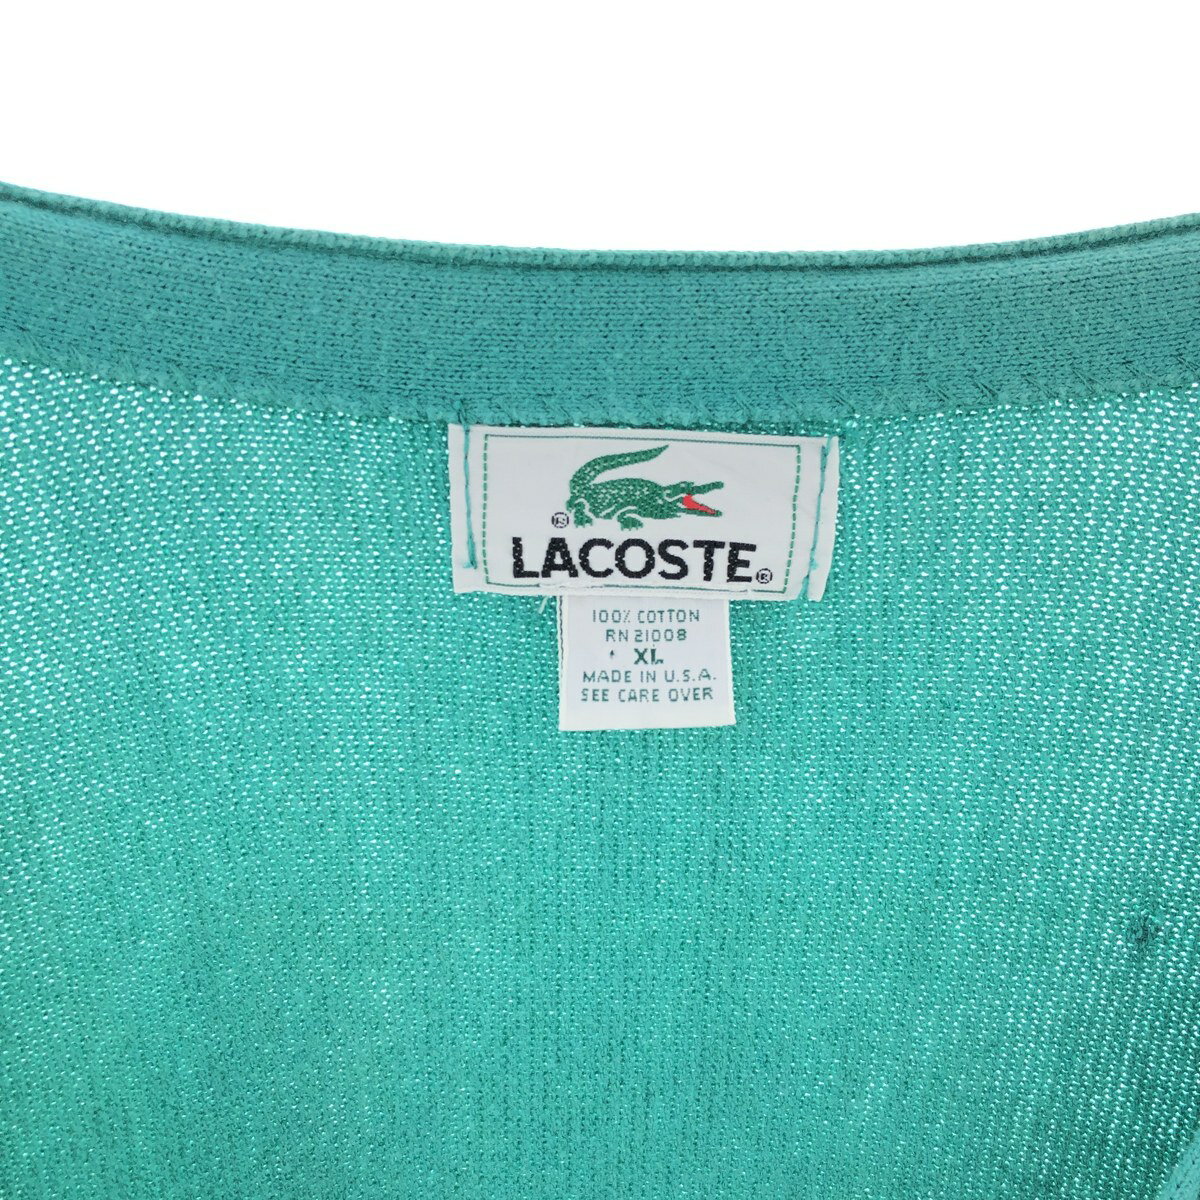 LACOSTE®
100% COTTON
RN 21008
XL
MADE IN U.S.A.
SEE CARE OVER